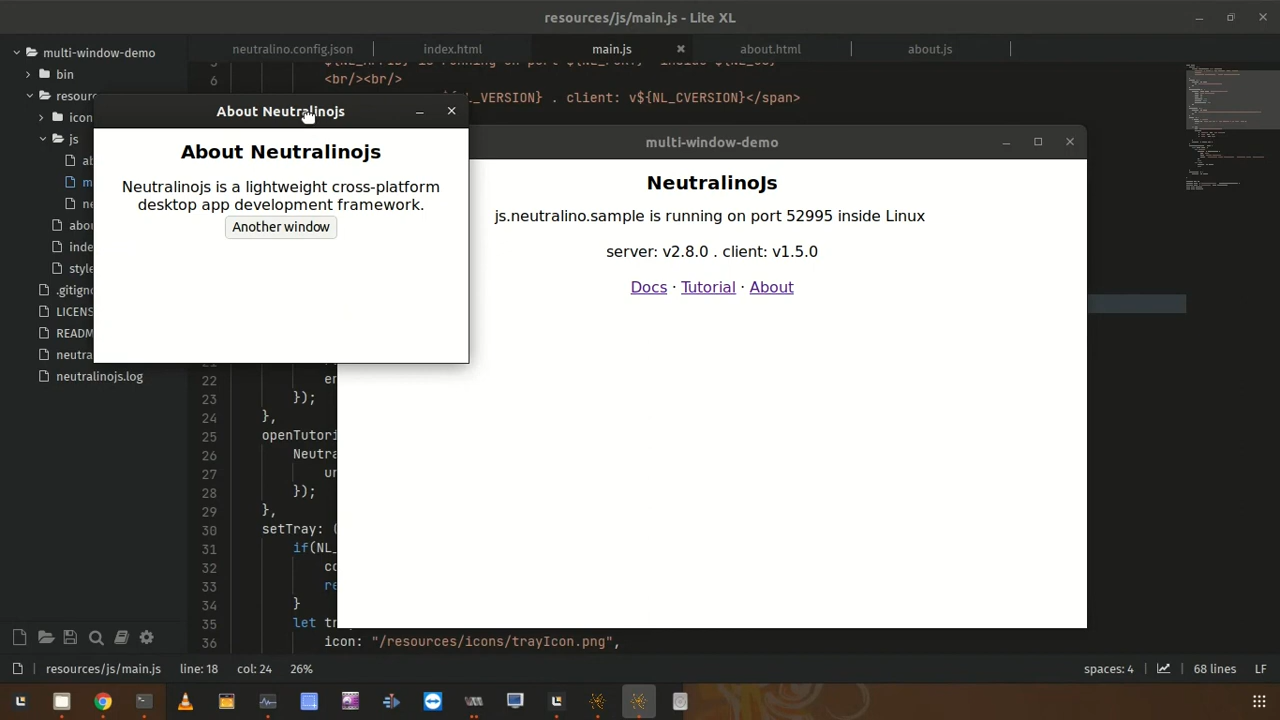 resources/js/main.js - Lite XL
multi-window-demo
neutralino.config.json
index.html
main.js
about.html
about.js
bin
6
<br/><br/>
_VERSION} . client: v${NL_CVERSION}</span>
js
.gitign
LICENS
READM
neutra
neutralinojs.log
About Neutralinojs
About Neutralinojs
Neutralinojs is a lightweight cross-platform
desktop app development framework.
Another window
multi-window-demo
NeutralinoJs
js.neutralino.sample is running on port 52995 inside Linux
server: v2.8.0 . client: v1.5.0
Docs · Tutorial · About
22
23 });
24 },
25 openTutori
26 Neutra
27
28 });
29 },
30 setTray: (
31 if(NL_
32
33
34 }
35 let tr
36 icon: "/resources/icons/trayIcon.png",
resources/js/main.js
line: 18
col: 24
26%
spaces: 4
68 lines
LF